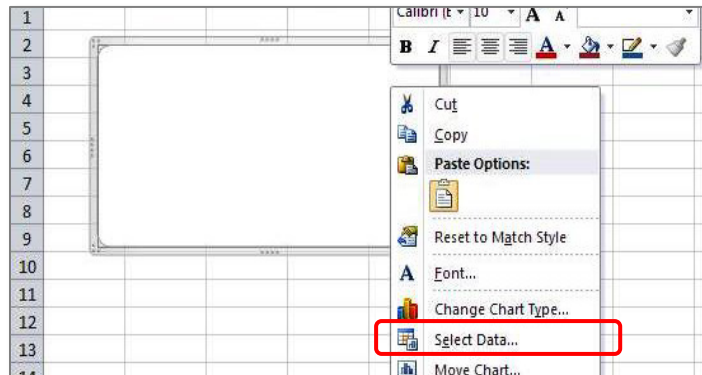 Calibri (E 10 A A
1
2
B I A
3
4
Cut
5
Copy
6
Paste Options:
7
8
9
Reset to Match Style
10
A Font...
11
Change Chart Type...
12
Select Data...
13
Move Chart...
14